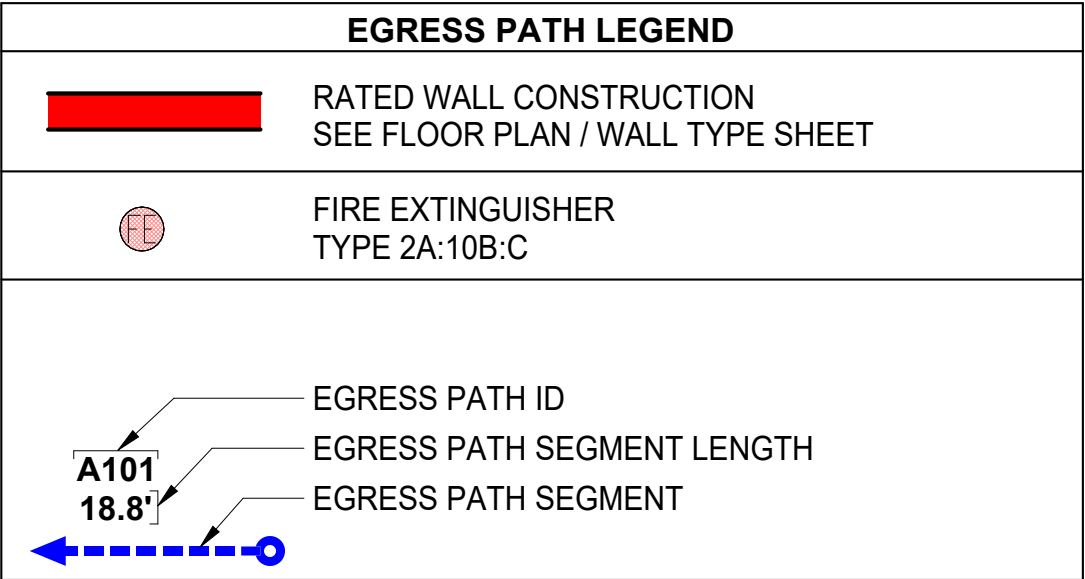 EGRESS PATH LEGEND
RATED WALL CONSTRUCTION
SEE FLOOR PLAN / WALL TYPE SHEET
FE
FIRE EXTINGUISHER
TYPE 2A:10B:C
EGRESS PATH ID
EGRESS PATH SEGMENT LENGTH
EGRESS PATH SEGMENT
A101
18.8'